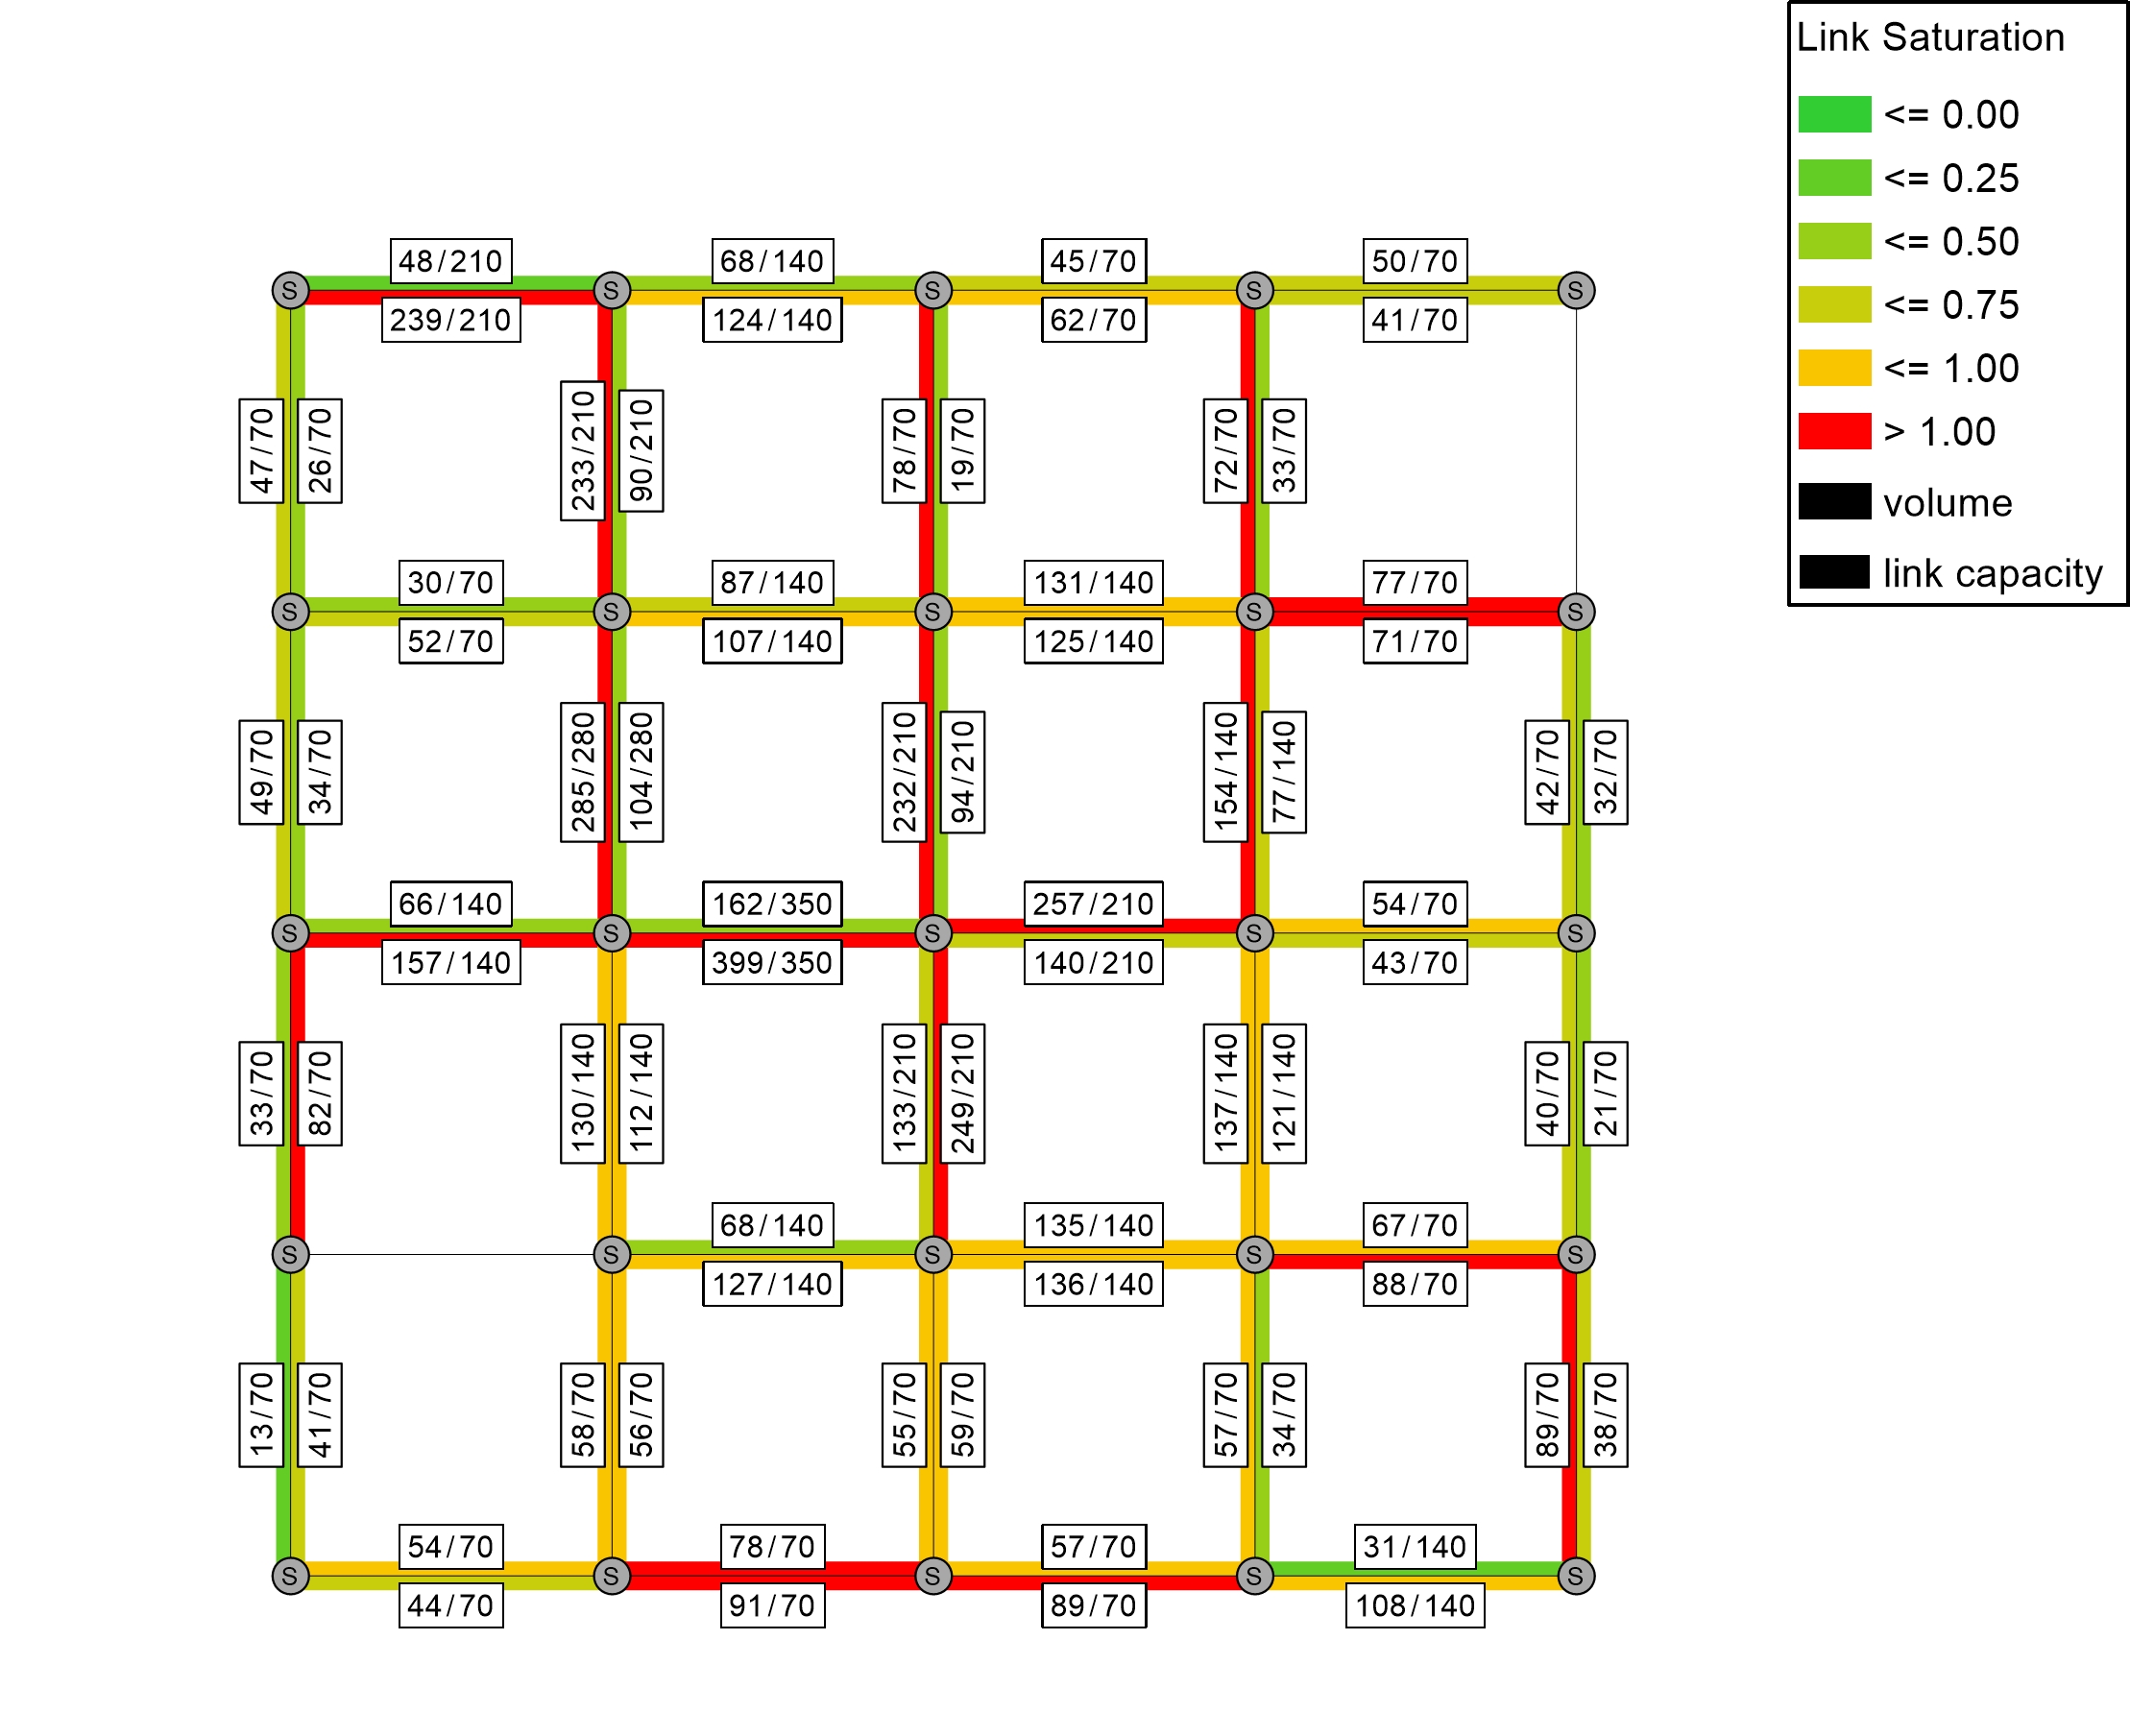 Link Saturation
<= 0.00
<= 0.25
<= 0.50
<= 0.75
<= 1.00
> 1.00
volume
link capacity
48/210 68/140 45/70 50/70
S S S S S
239/210 124/140 62/70 41/70
47/70 26/70 233/210 90/210 78/70 19/70 72/70 33/70
30/70 87/140 131/140 77/70
S S S S S
52/70 107/140 125/140 71/70
49/70 34/70 285/280 104/280 232/210 94/210 154/140 77/140 42/70 32/70
66/140 162/350 257/210 54/70
S S S S S
157/140 399/350 140/210 43/70
33/70 82/70 130/140 112/140 133/210 249/210 137/140 121/140 40/70 21/70
68/140 135/140 67/70
S S S S S
127/140 136/140 88/70
13/70 41/70 58/70 56/70 55/70 59/70 57/70 34/70 89/70 38/70
54/70 78/70 57/70 31/140
S S S S S
44/70 91/70 89/70 108/140